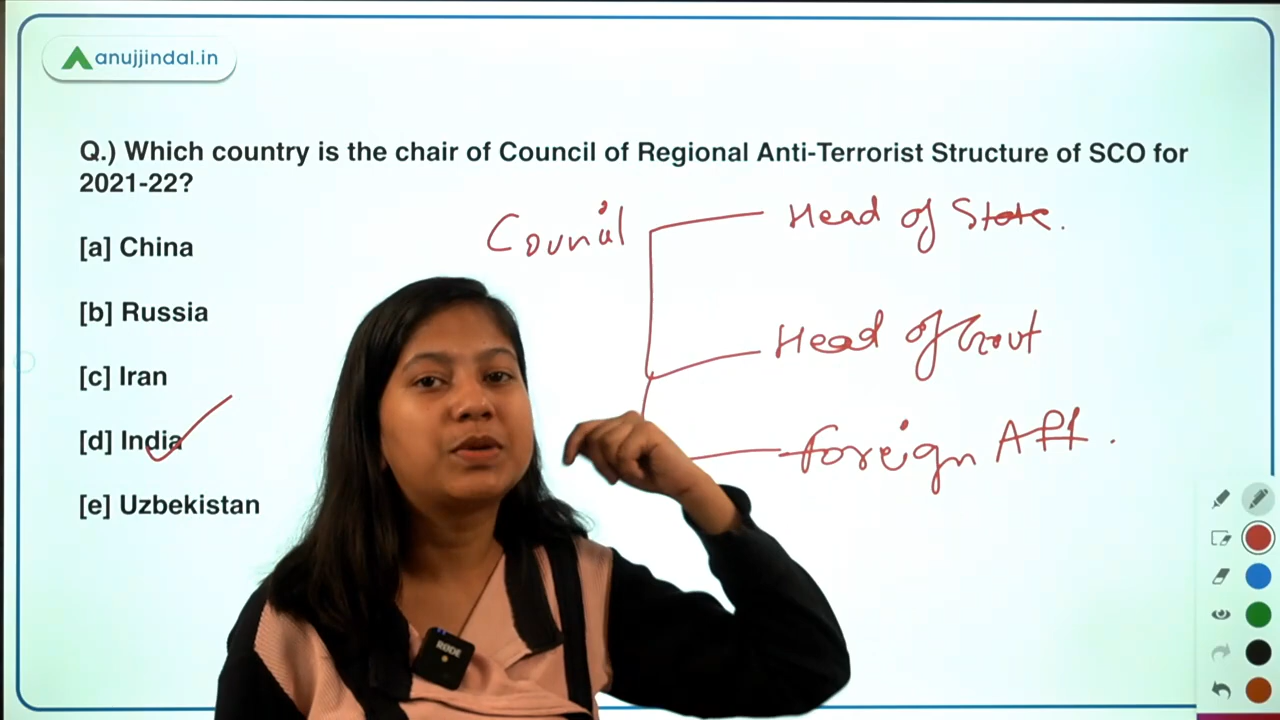 anujjindal.in
Q.) Which country is the chair of Council of Regional Anti-Terrorist Structure of SCO for
2021-22?
Council
Head of State.
[a] China
[b] Russia
Head of Govt
[c] Iran
[d] India
Foreign Aff.
[e] Uzbekistan
RØDE